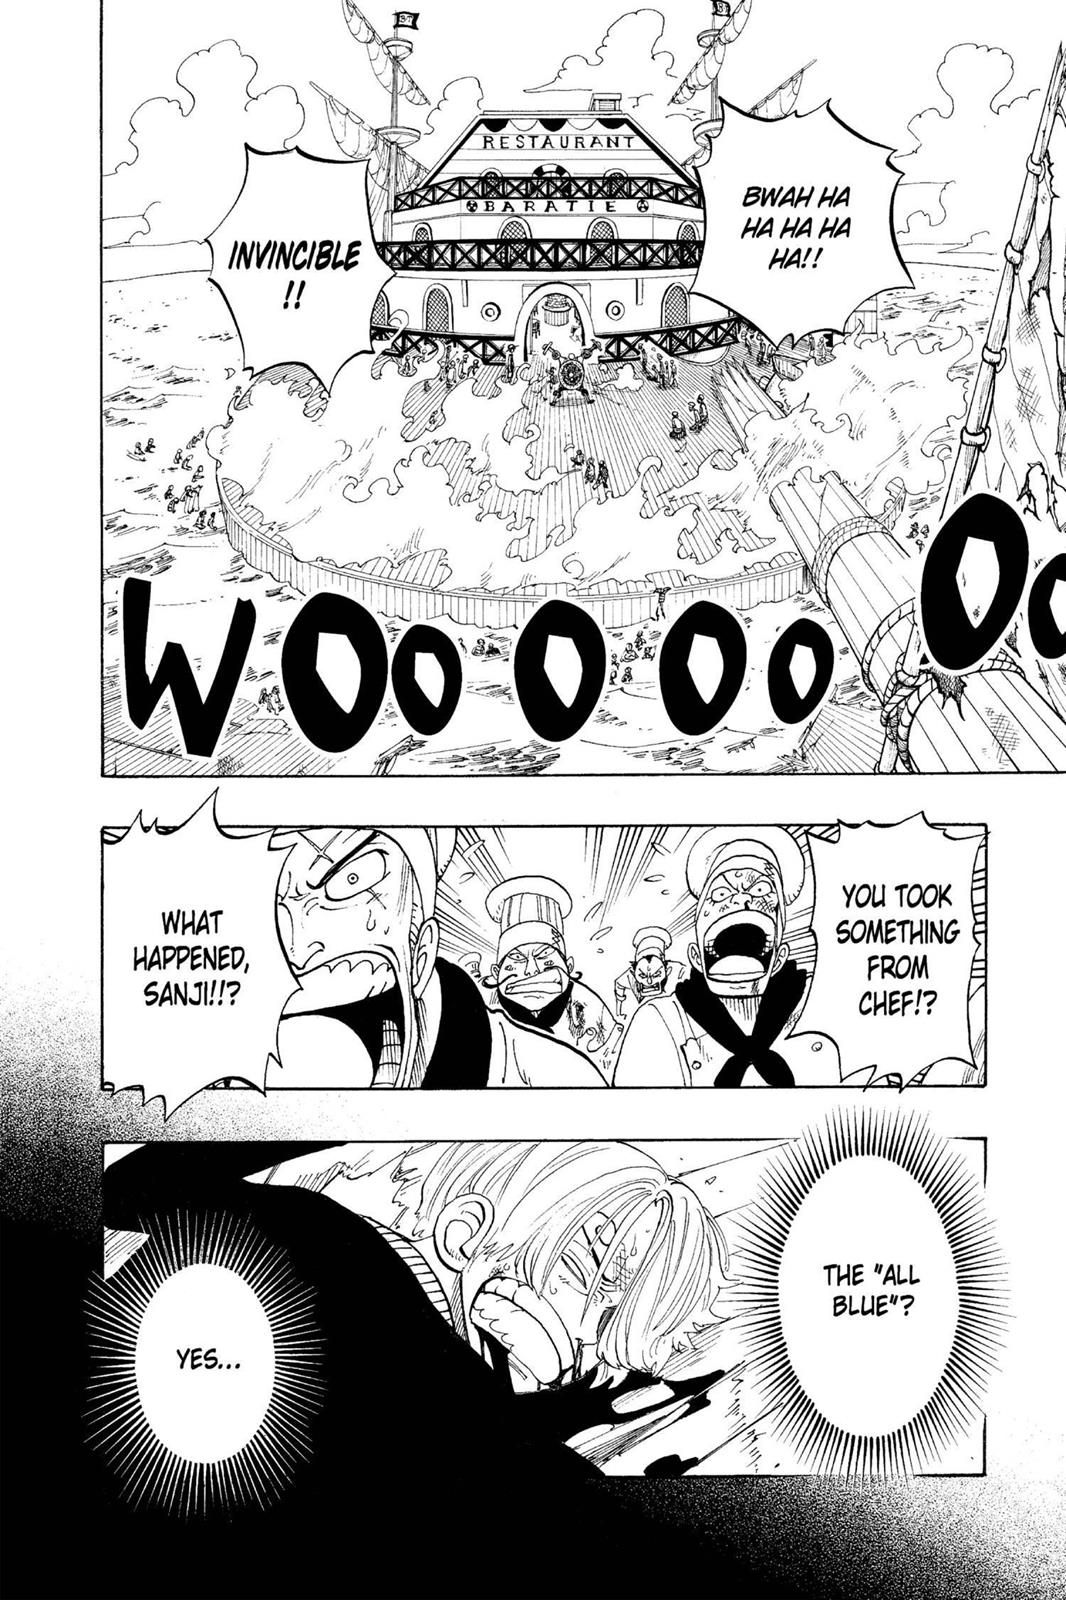 BWAH HA
HA HA HA
HA!!
RESTAURANT
BARATIE
INVINCIBLE
!!
WOOOOOOO
YOU TOOK
SOMETHING
FROM
CHEF!?
WHAT
HAPPENED,
SANJI!!?
THE "ALL
BLUE"?
YES...